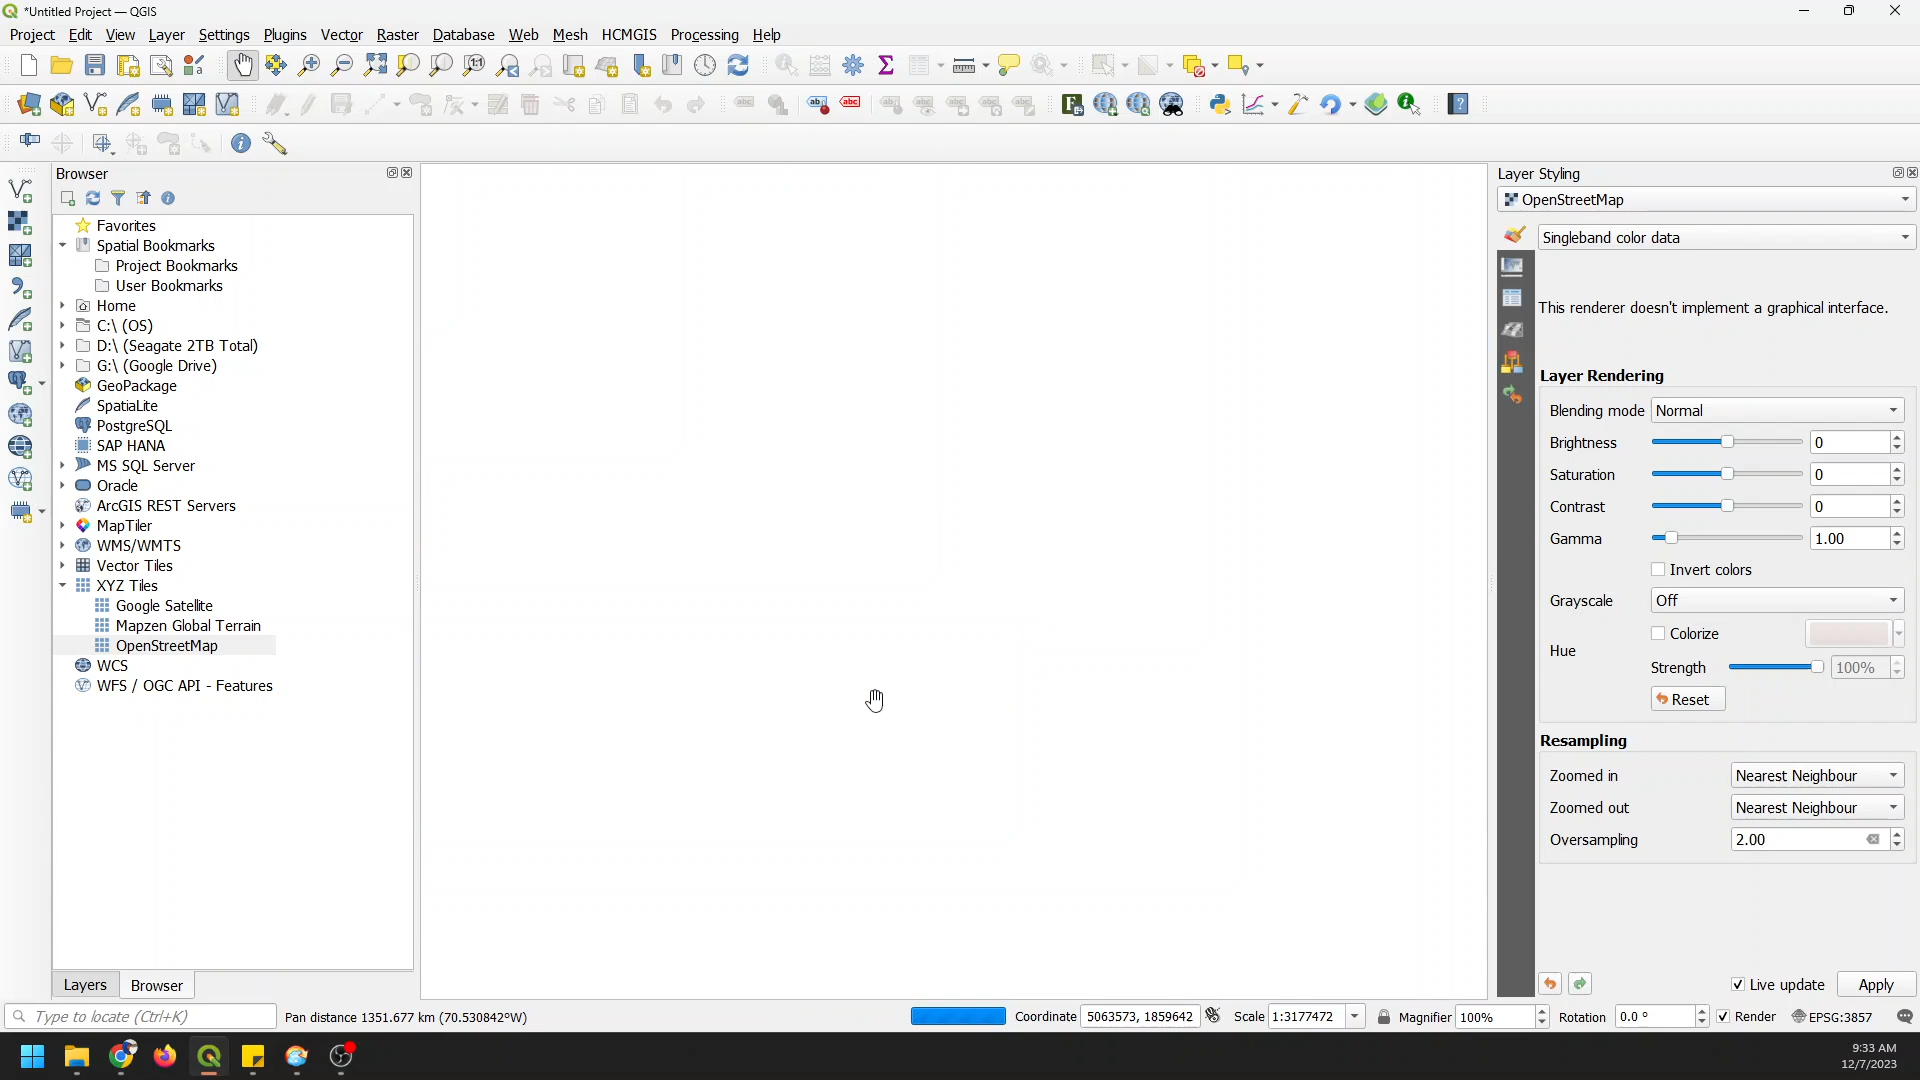 *Untitled Project — QGIS
Project Edit View Layer Settings Plugins Vector Raster Database Web Mesh HCMGIS Processing Help
Browser
Favorites
Spatial Bookmarks
Project Bookmarks
User Bookmarks
Home
C:\ (OS)
D:\ (Seagate 2TB Total)
G:\ (Google Drive)
GeoPackage
SpatiaLite
PostgreSQL
SAP HANA
MS SQL Server
Oracle
ArcGIS REST Servers
MapTiler
WMS/WMTS
Vector Tiles
XYZ Tiles
Google Satellite
Mapzen Global Terrain
OpenStreetMap
WCS
WFS / OGC API - Features
Layers Browser
Layer Styling
OpenStreetMap
Singleband color data
This renderer doesn't implement a graphical interface.
Layer Rendering
Blending mode Normal
Brightness 0
Saturation 0
Contrast 0
Gamma 1.00
Invert colors
Grayscale Off
Hue
Colorize
Strength 100%
Reset
Resampling
Zoomed in Nearest Neighbour
Zoomed out Nearest Neighbour
Oversampling 2.00
Live update Apply
Type to locate (Ctrl+K) Pan distance 1351.677 km (70.530842°W) Coordinate 5063573, 1859642 Scale 1:3177472 Magnifier 100% Rotation 0.0 ° Render EPSG:3857
9:33 AM
12/7/2023